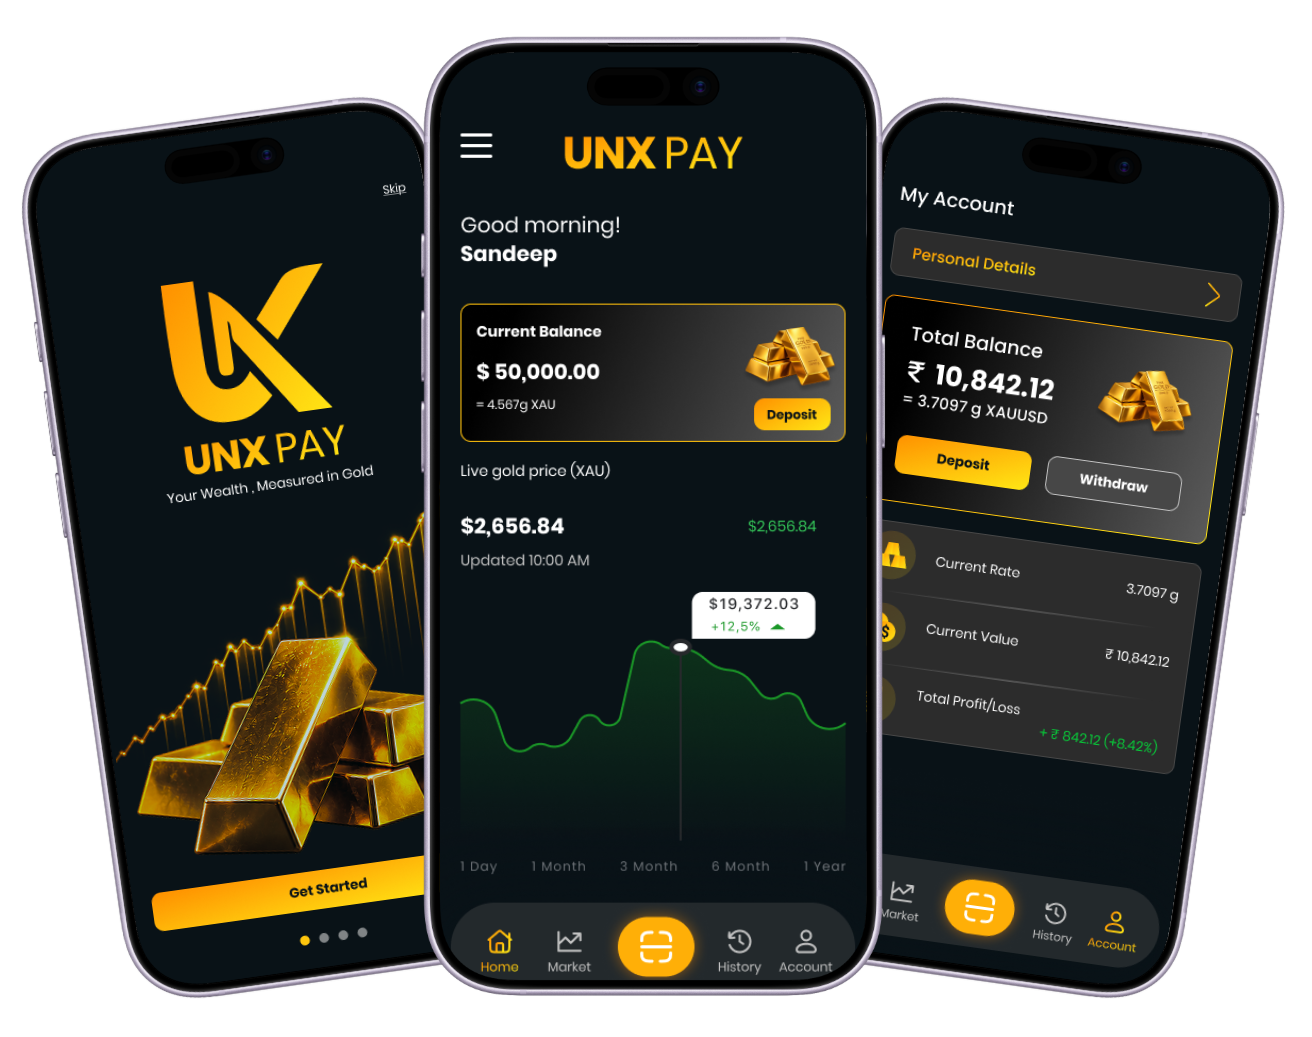 Skip
UNX PAY
Your Wealth , Measured in Gold
Get Started
UNX PAY
Good morning!
Sandeep
Current Balance
$ 50,000.00
= 4.567g XAU
Deposit
Live gold price (XAU)
$2,656.84
$2,656.84
Updated 10:00 AM
$19,372.03
+12,5%
1 Day 1 Month 3 Month 6 Month 1 Year
Home Market History Account
My Account
Personal Details
Total Balance
₹ 10,842.12
= 3.7097 g XAUUSD
Deposit
Withdraw
Current Rate
3.7097 g
Current Value
₹ 10,842.12
Total Profit/Loss
+ ₹ 842.12 (+8.42%)
Market History Account